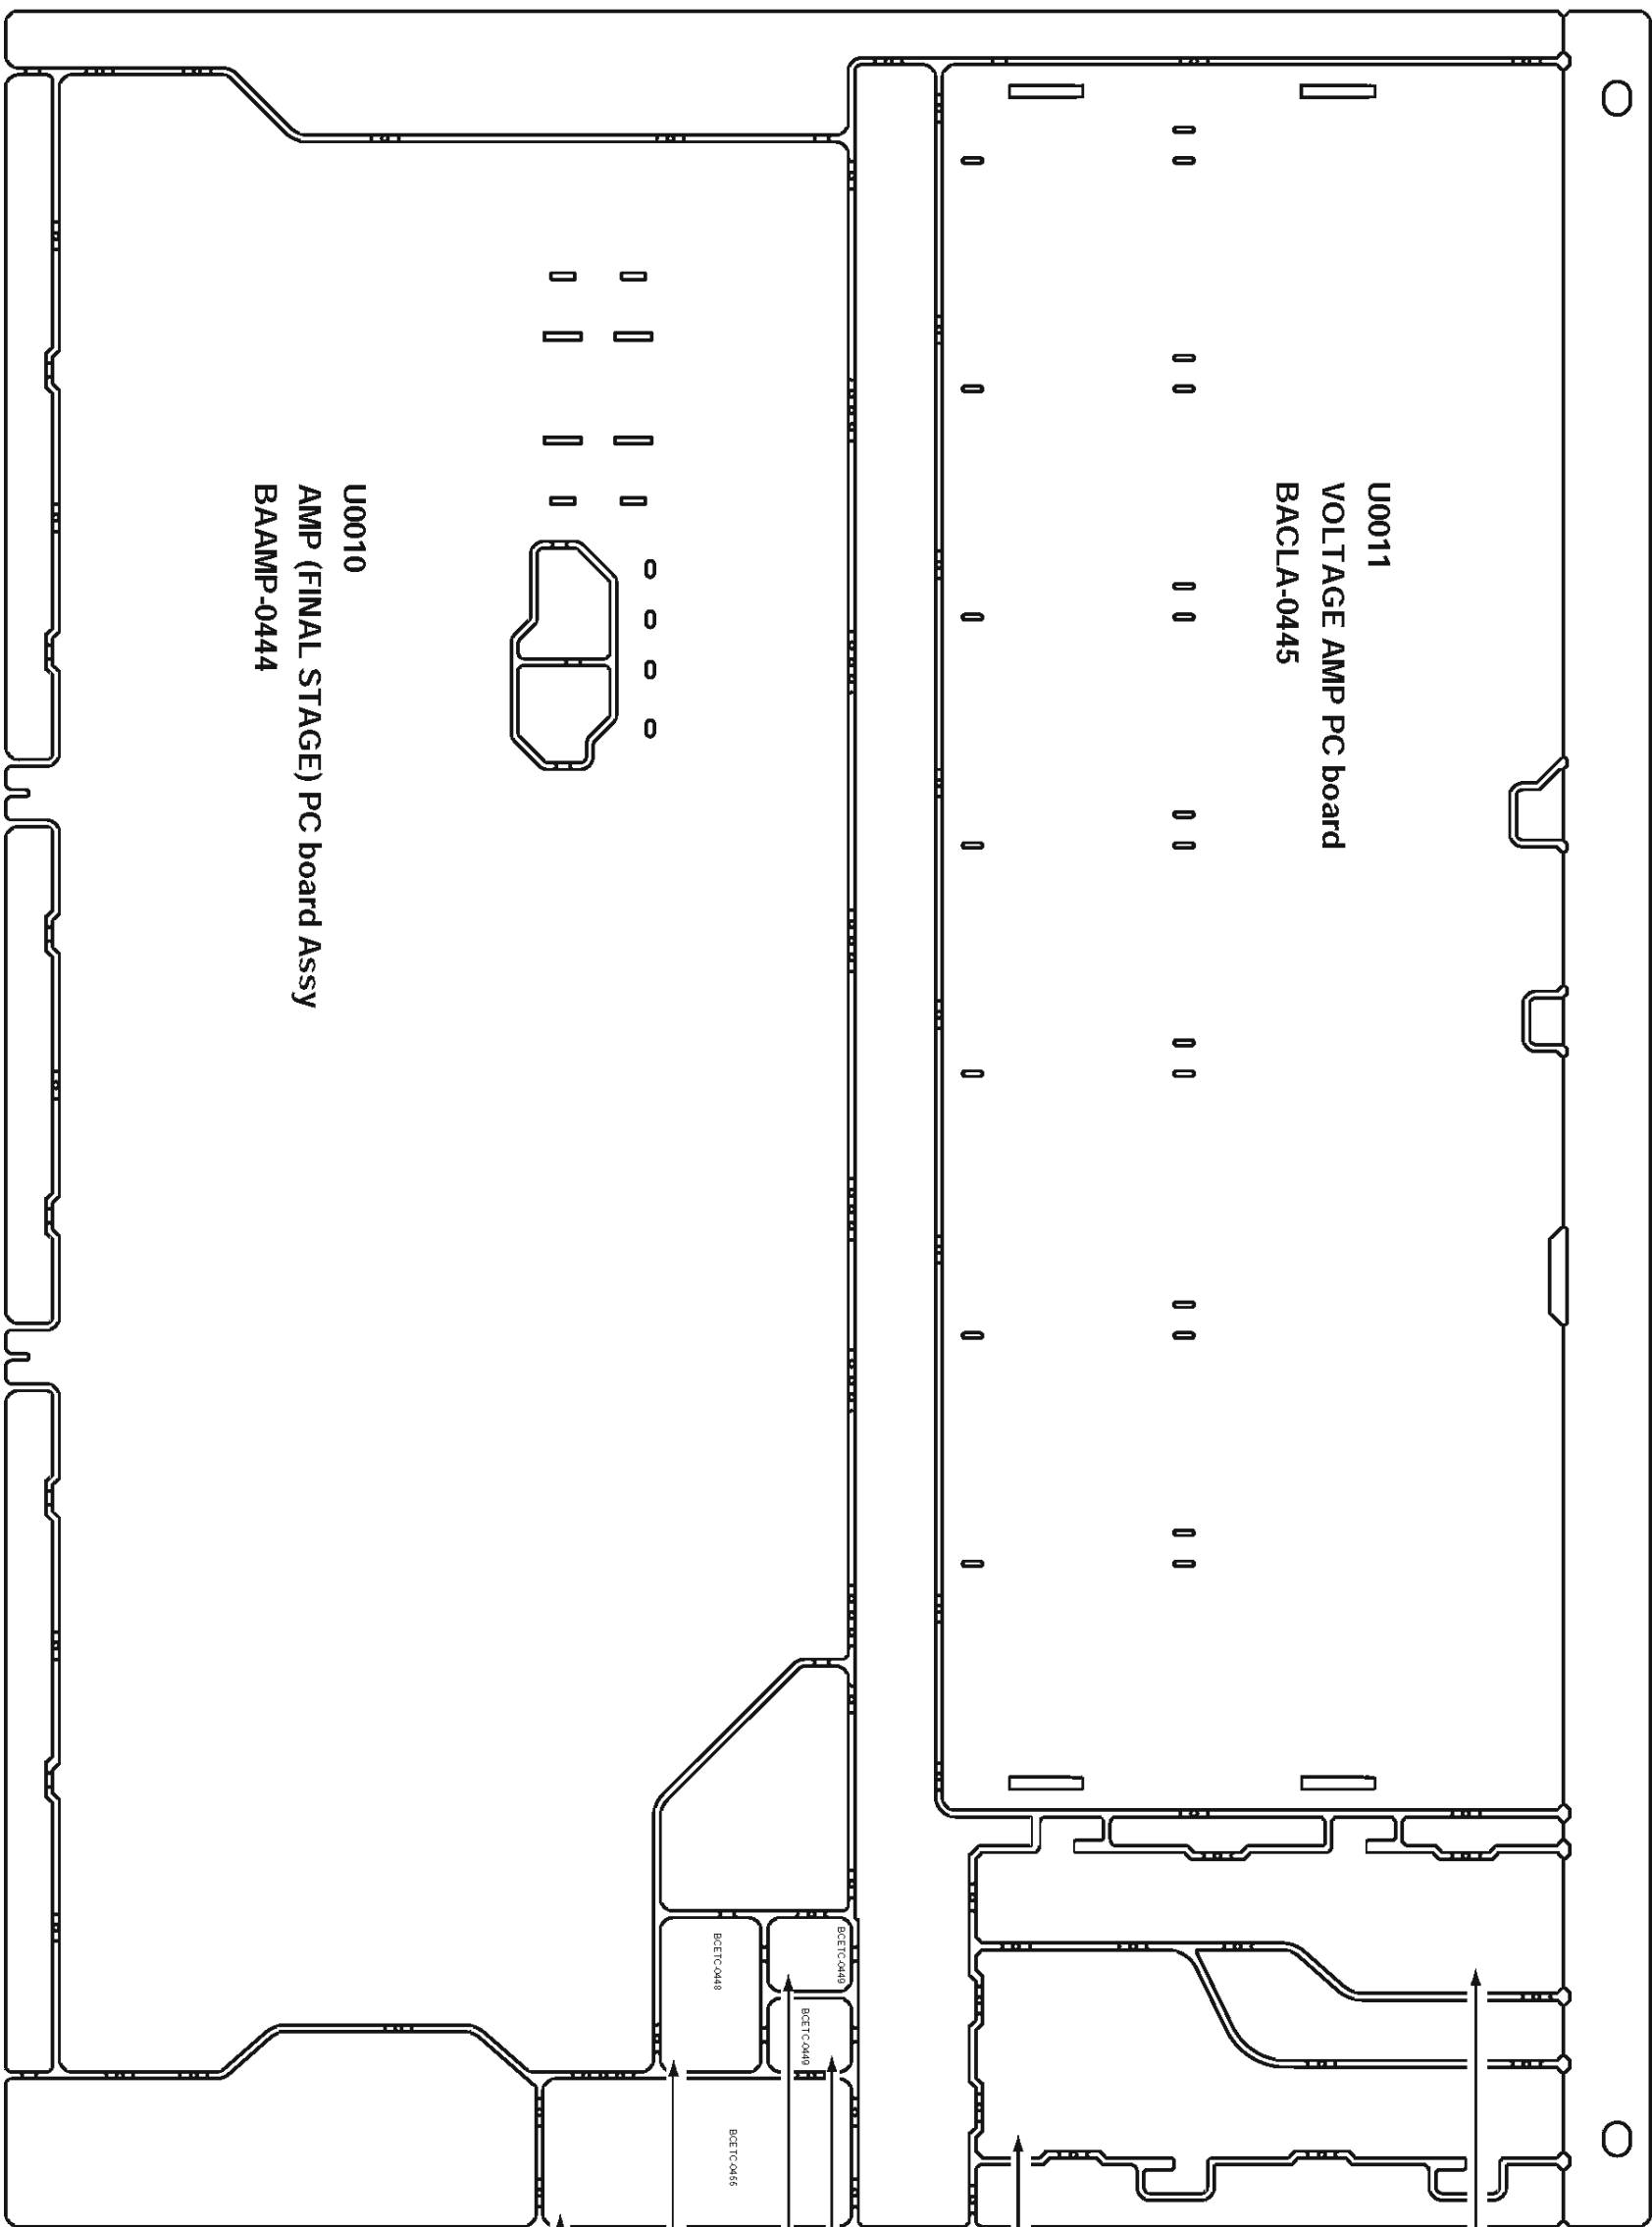 U0011
VOLTAGE AMP PC board
BACLA-0445
U0010
AMP (FINAL STAGE) PC board Assy
BAAMP-0444
BCETC-0449
BCETC-0449
BCETC-0448
BCETC-0455